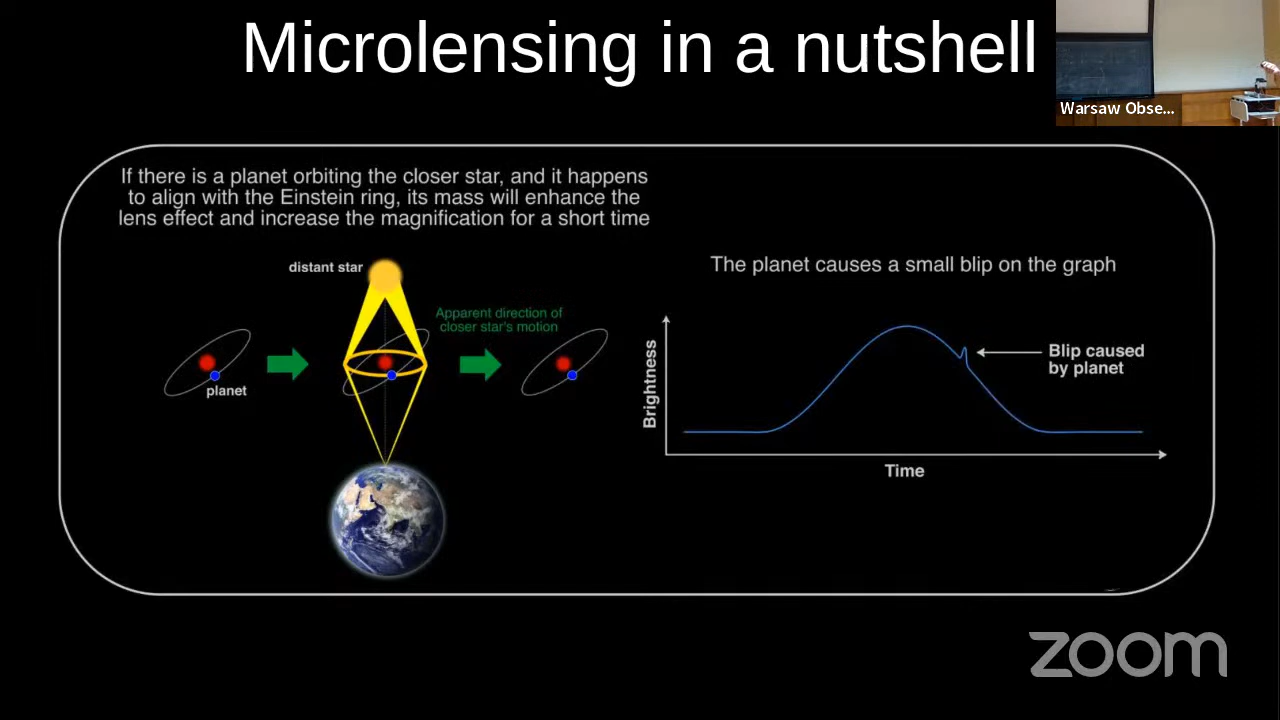 Microlensing in a nutshell
Warsaw Obse...
If there is a planet orbiting the closer star, and it happens
to align with the Einstein ring, its mass will enhance the
lens effect and increase the magnification for a short time
distant star
Apparent direction of
closer star's motion
planet
The planet causes a small blip on the graph
Brightness
Blip caused
by planet
Time
zoom